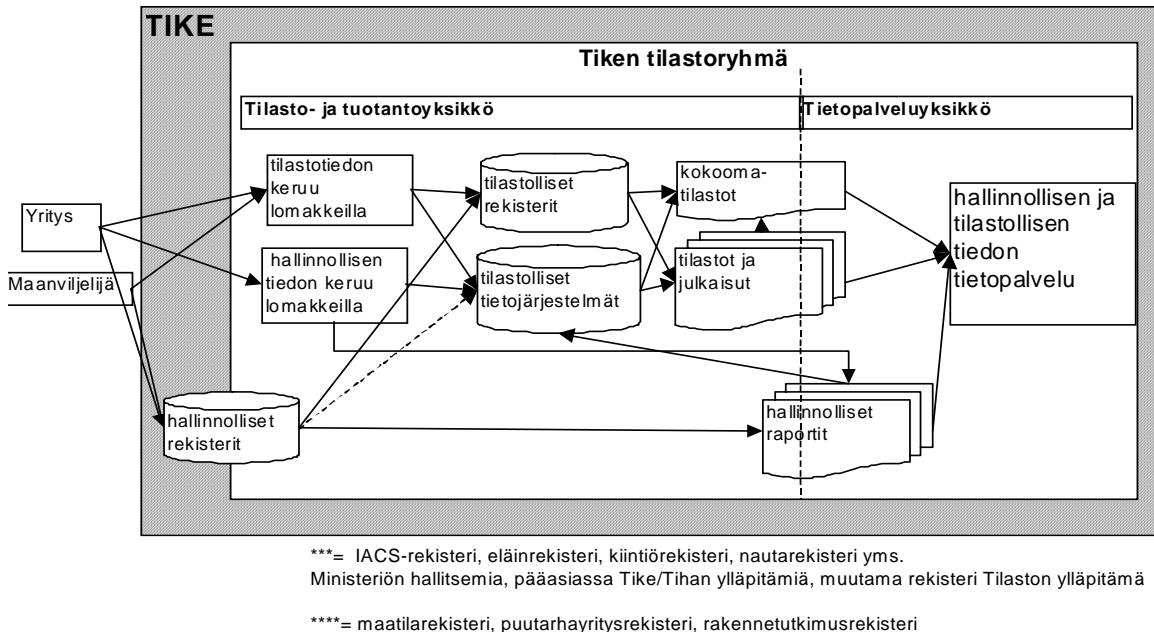 TIKE
Tiken tilastoryhmä
Tilasto- ja tuotantoyksikkö
Tietopalveluyksikkö
tilastotiedon
keruu
lomakkeilla
tilastolliset
rekisterit
kokooma-
tilastot
hallinnollisen ja
tilastollisen
tiedon
tietopalvelu
Yritys
Maanviljelijä
hallinnollisen
tiedon keruu
lomakkeilla
tilastolliset
tietojärjestelmät
tilastot ja
julkaisut
hallinnolliset
rekisterit
hallinnolliset
raportit
***= IACS-rekisteri, eläinrekisteri, kiintiörekisteri, nautarekisteri yms.
Ministeriön hallitsemia, pääasiassa Tike/Tihan ylläpitämiä, muutama rekisteri Tilaston ylläpitämä
****= maatilarekisteri, puutarhayritysrekisteri, rakennetutkimusrekisteri